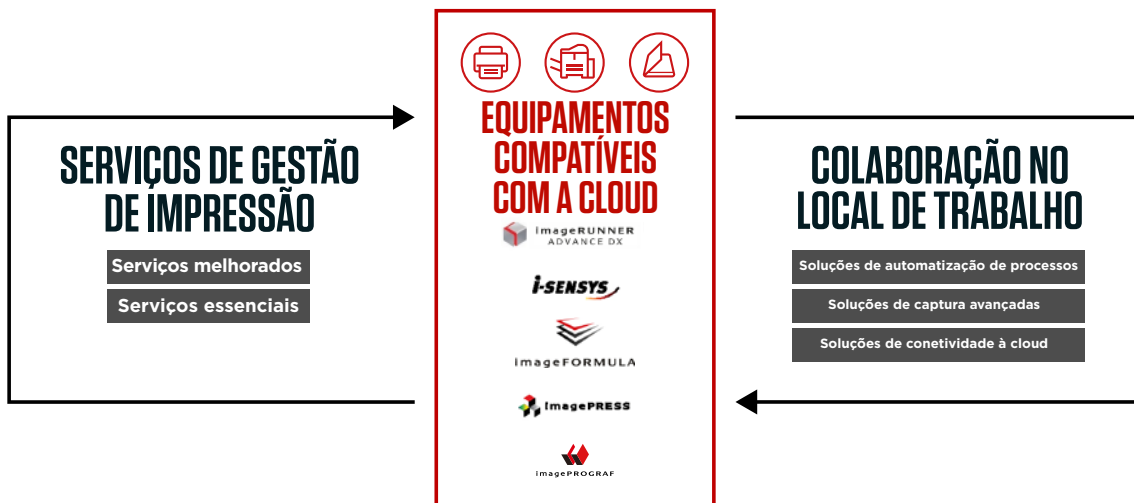 SERVIÇOS DE GESTÃO
DE IMPRESSÃO
Serviços melhorados
Serviços essenciais
EQUIPAMENTOS
COMPATÍVEIS
COM A CLOUD
imageRUNNER
ADVANCE DX
i-SENSYS
imageFORMULA
imagePRESS
imagePROGRAF
COLABORAÇÃO NO
LOCAL DE TRABALHO
Soluções de automatização de processos
Soluções de captura avançadas
Soluções de conetividade à cloud